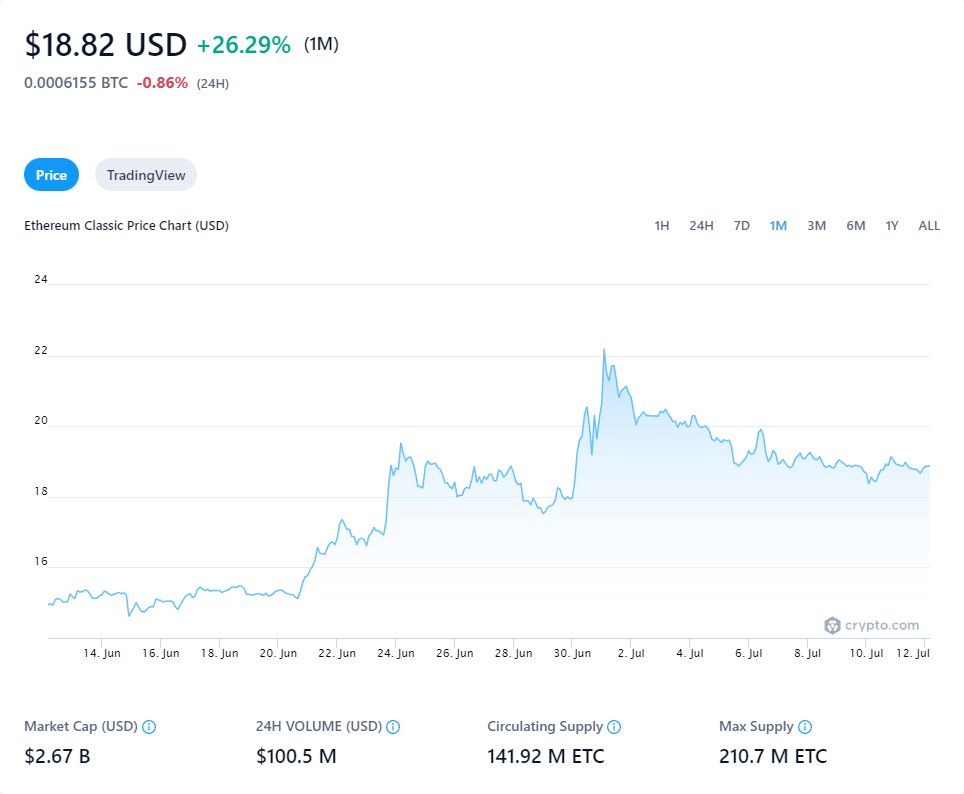 $18.82 USD +26.29% (1M)
0.0006155 BTC -0.86% (24H)
Price TradingView
Ethereum Classic Price Chart (USD) 1H 24H 7D 1M 3M 6M 1Y ALL
24
22
20
18
16
crypto.com
14. Jun 16. Jun 18. Jun 20. Jun 22. Jun 24. Jun 26. Jun 28. Jun 30. Jun 2. Jul 4. Jul 6. Jul 8. Jul 10. Jul 12. Jul
Market Cap (USD) 24H VOLUME (USD) Circulating Supply Max Supply
$2.67 B $100.5 M 141.92 M ETC 210.7 M ETC